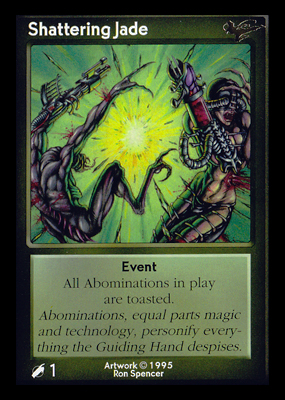 Shattering Jade
Event
All Abominations in play
are toasted.
Abominations, equal parts magic
and technology, personify every-
thing the Guiding Hand despises.
1
Artwork © 1995
Ron Spencer